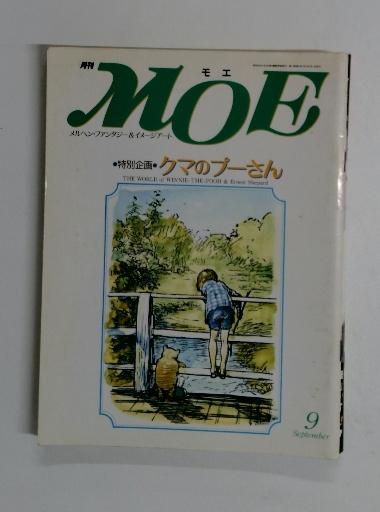 月刊
モエ
MOE
メルヘン・ファンタジー&イメージアート
•特別企画•クマのプーさん
THE WORLD of WINNIE-THE-POOH & Ernest Shepard
9
September